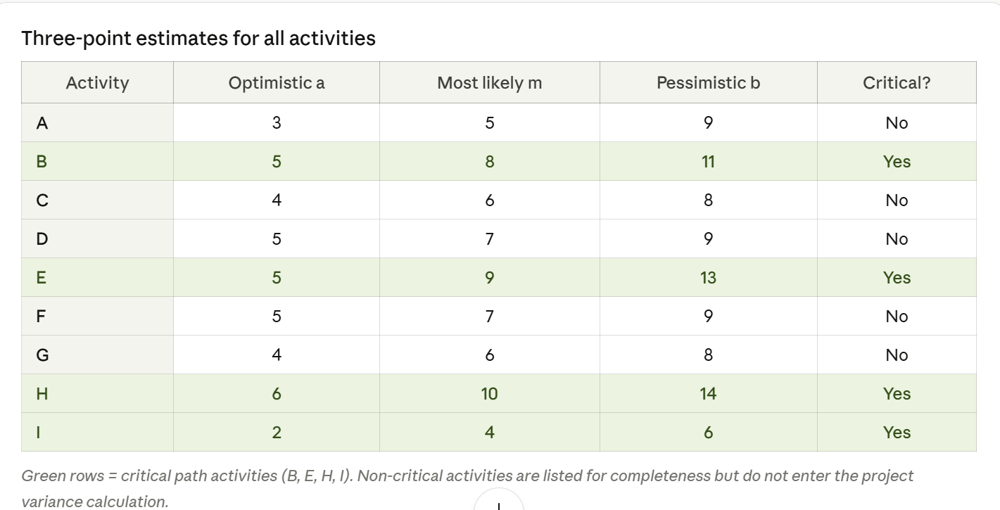 Three-point estimates for all activities
Activity Optimistic a Most likely m Pessimistic b Critical?
A 3 5 9 No
B 5 8 11 Yes
C 4 6 8 No
D 5 7 9 No
E 5 9 13 Yes
F 5 7 9 No
G 4 6 8 No
H 6 10 14 Yes
I 2 4 6 Yes
Green rows = critical path activities (B, E, H, I). Non-critical activities are listed for completeness but do not enter the project
variance calculation.